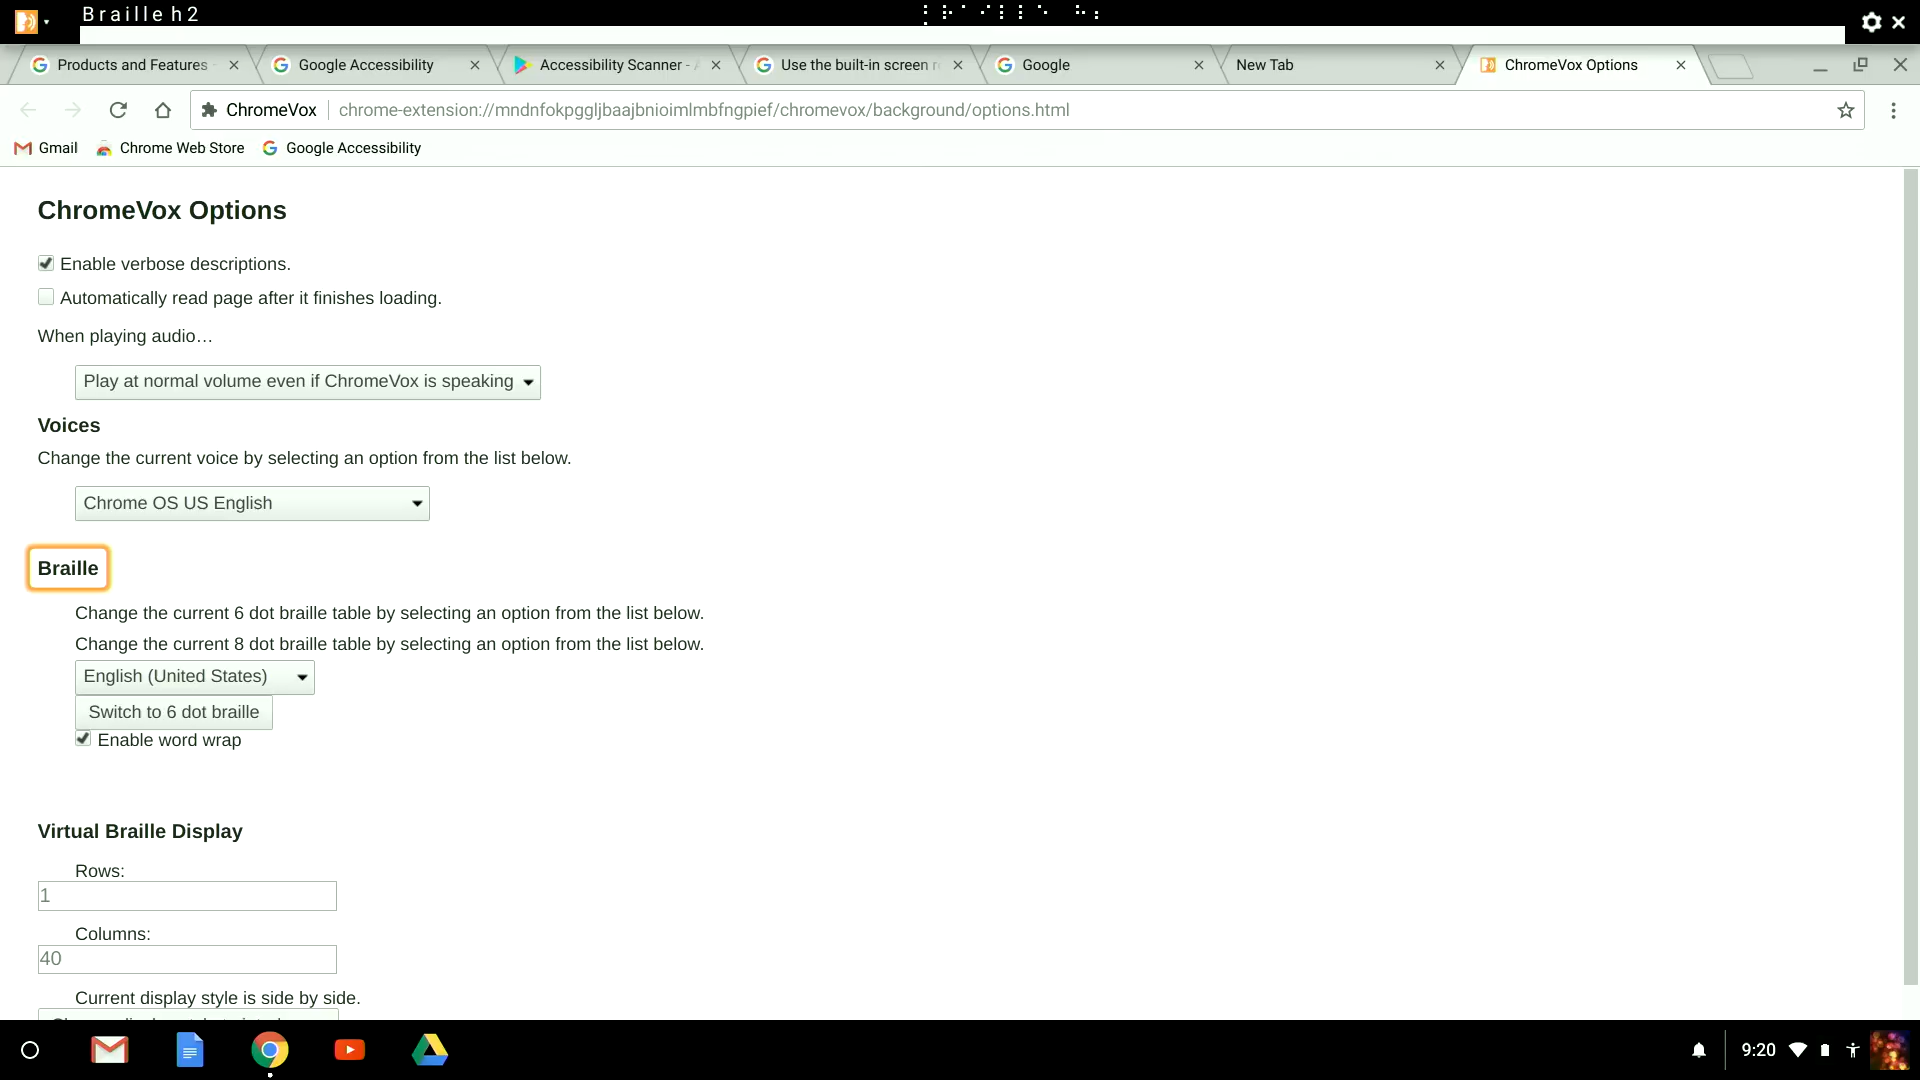 Braille h2
Products and Features
Google Accessibility
Accessibility Scanner -
Use the built-in screen
Google
New Tab
ChromeVox Options
ChromeVox
chrome-extension://mndnfokpggljbaajbnioimlmbfngpief/chromevox/background/options.html
Gmail
Chrome Web Store
Google Accessibility
ChromeVox Options
Enable verbose descriptions.
Automatically read page after it finishes loading.
When playing audio…
Play at normal volume even if ChromeVox is speaking
Voices
Change the current voice by selecting an option from the list below.
Chrome OS US English
Braille
Change the current 6 dot braille table by selecting an option from the list below.
Change the current 8 dot braille table by selecting an option from the list below.
English (United States)
Switch to 6 dot braille
Enable word wrap
Virtual Braille Display
Rows:
1
Columns:
40
Current display style is side by side.
9:20